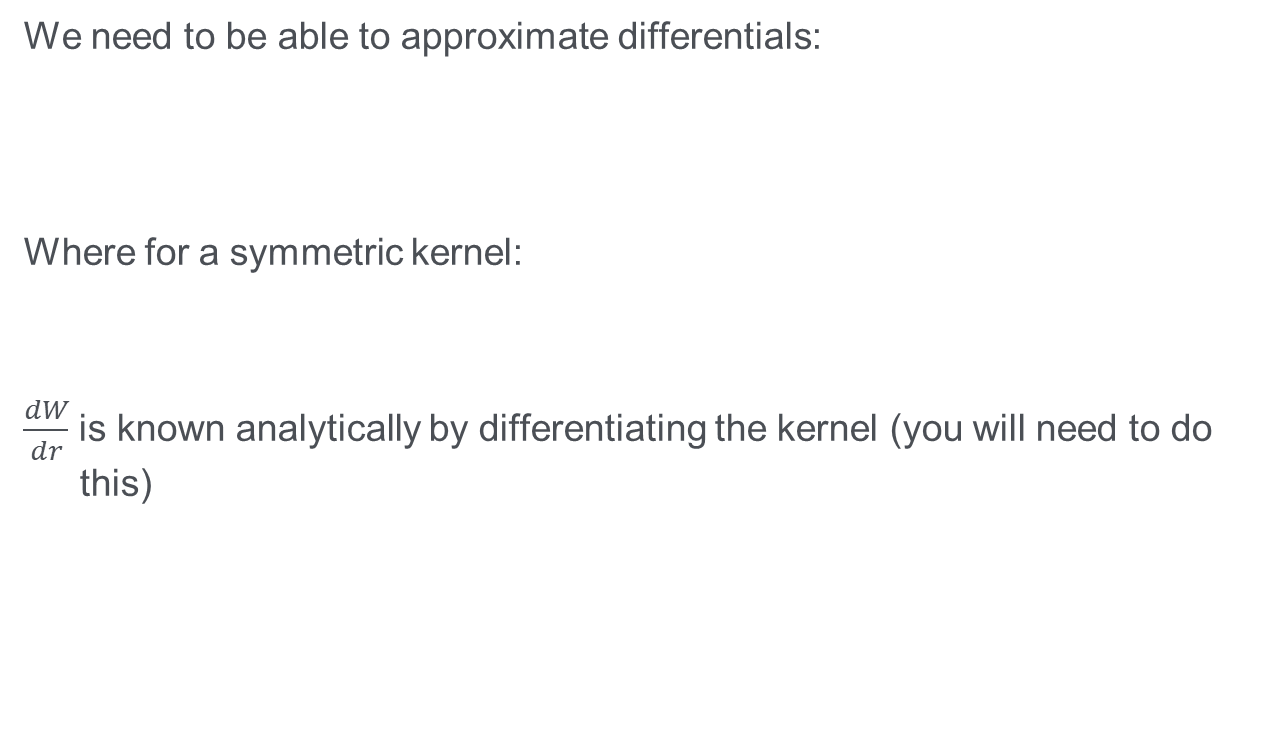 We need to be able to approximate differentials:
Where for a symmetric kernel:
dW/dr is known analytically by differentiating the kernel (you will need to do
this)